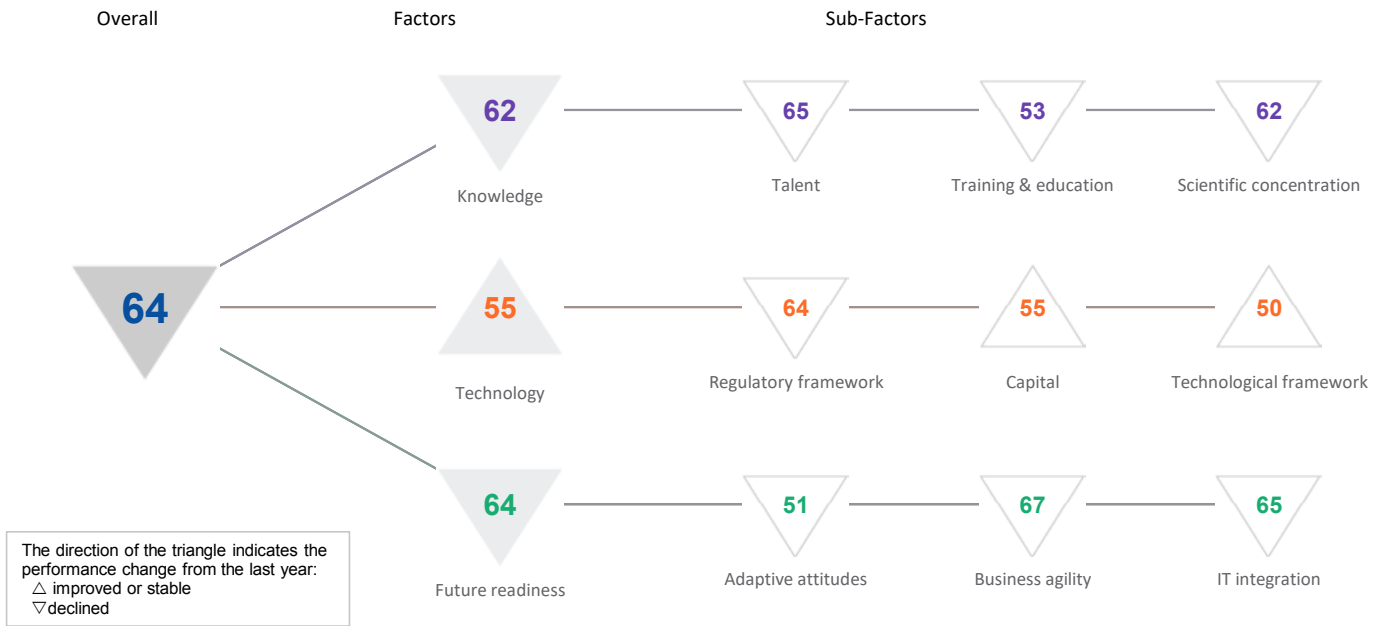 Overall
Factors
Sub-Factors
62
65
53
62
Knowledge
Talent
Training & education
Scientific concentration
64
55
64
55
50
Technology
Regulatory framework
Capital
Technological framework
64
51
67
65
Future readiness
Adaptive attitudes
Business agility
IT integration
The direction of the triangle indicates the
performance change from the last year:
△ improved or stable
▽declined